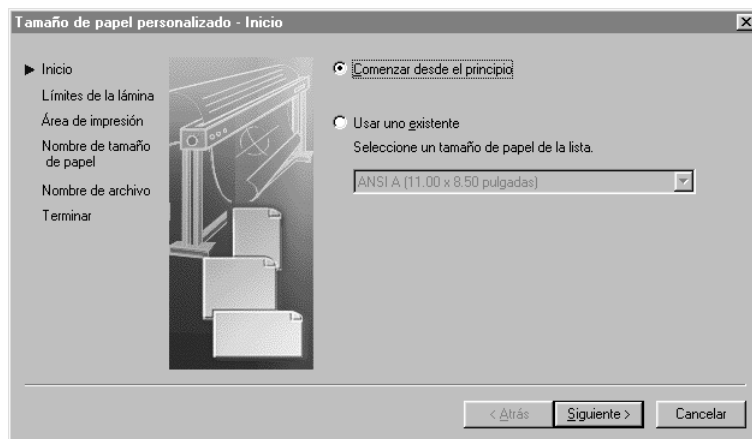 Tamaño de papel personalizado - Inicio
Inicio
Límites de la lámina
Área de impresión
Nombre de tamaño
de papel
Nombre de archivo
Terminar
Comenzar desde el principio
Usar uno existente
Seleccione un tamaño de papel de la lista.
ANSI A (11.00 x 8.50 pulgadas)
< Atrás
Siguiente >
Cancelar